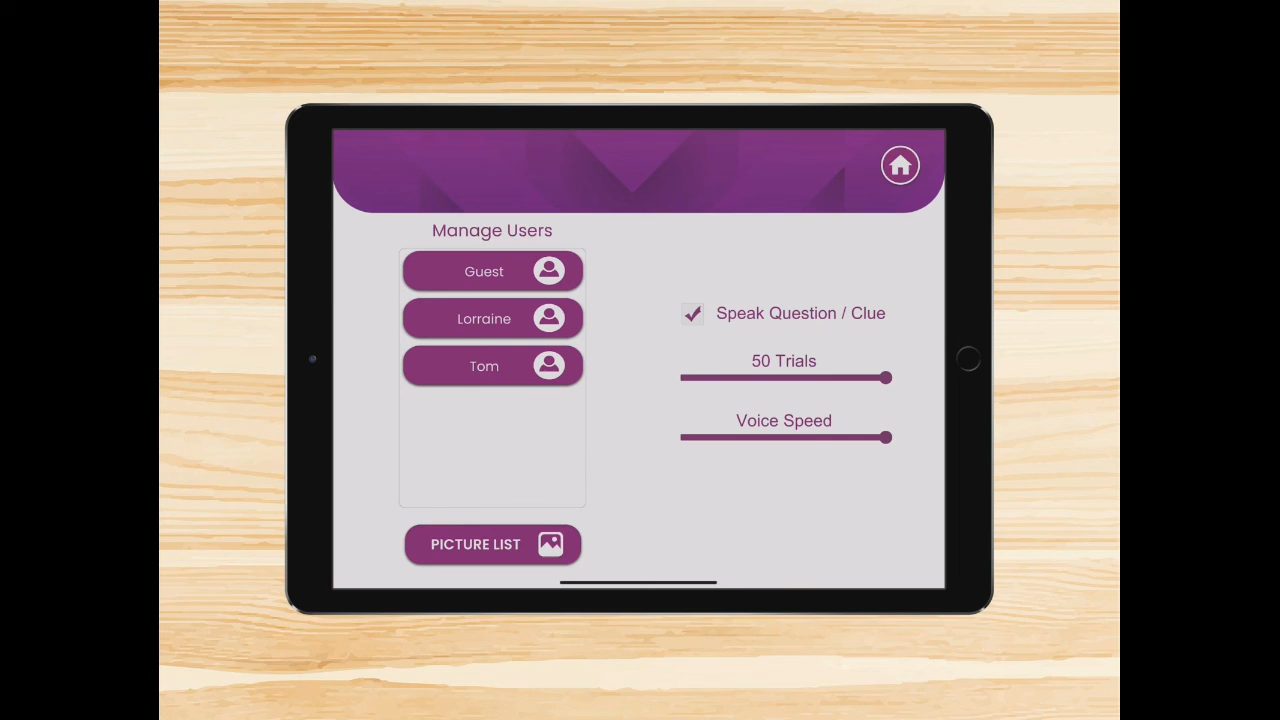 Manage Users
Guest
Lorraine
Tom
PICTURE LIST
Speak Question / Clue
50 Trials
Voice Speed